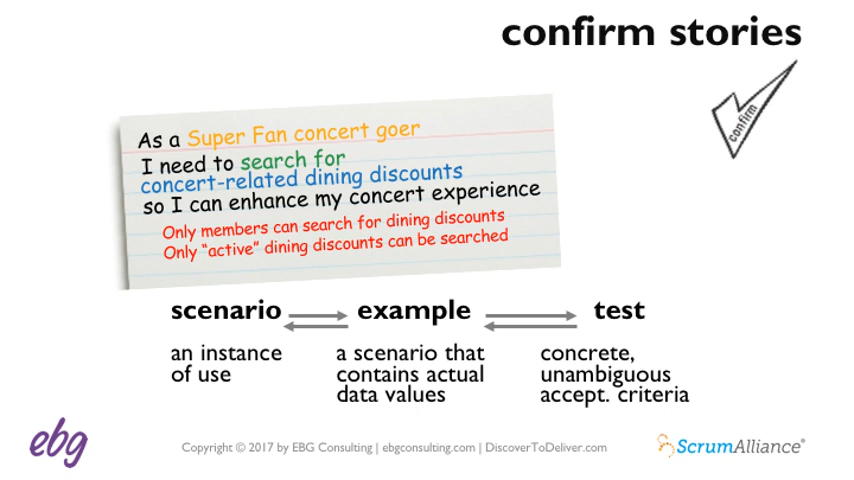 confirm stories
confirm
As a Super Fan concert goer
I need to search for
concert-related dining discounts
so I can enhance my concert experience
Only members can search for dining discounts
Only “active” dining discounts can be searched
scenario example test
an instance
of use
a scenario that
contains actual
data values
concrete,
unambiguous
accept. criteria
ebg
Copyright © 2017 by EBG Consulting | ebgconsulting.com | DiscoverToDeliver.com
ScrumAlliance®